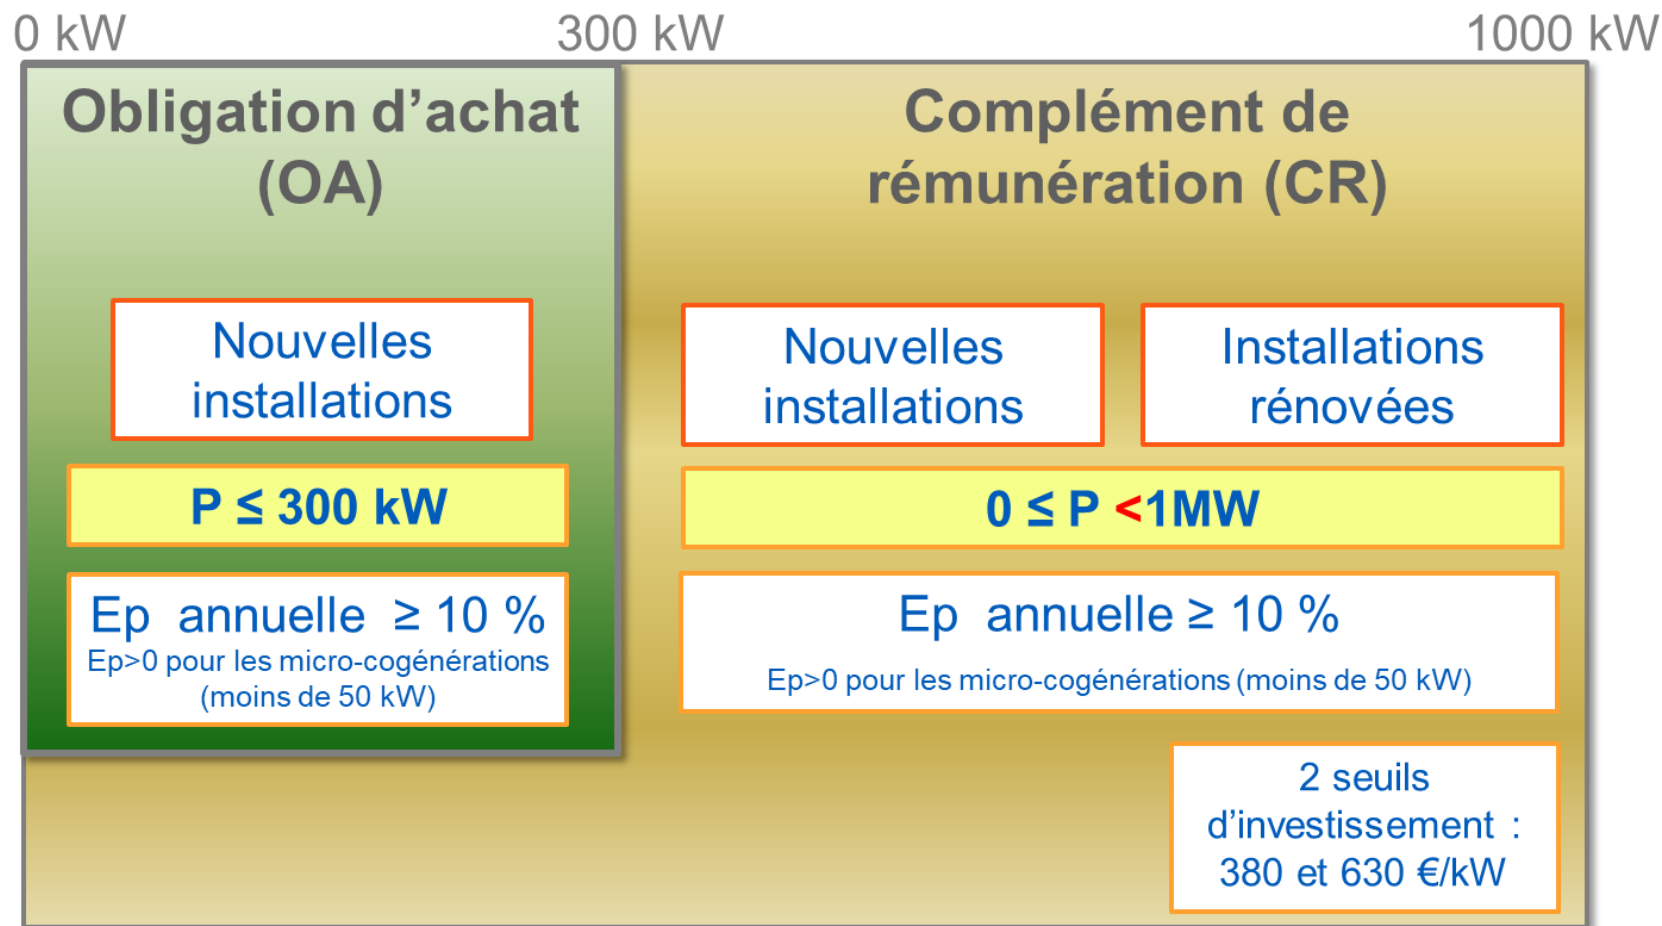 0 kW
300 kW
1000 kW
Obligation d’achat
(OA)
Complément de
rémunération (CR)
Nouvelles
installations
Nouvelles
installations
Installations
rénovées
P ≤ 300 kW
0 ≤ P <1MW
Ep annuelle ≥ 10 %
Ep>0 pour les micro-cogénérations
(moins de 50 kW)
Ep annuelle ≥ 10 %
Ep>0 pour les micro-cogénérations (moins de 50 kW)
2 seuils
d’investissement :
380 et 630 €/kW